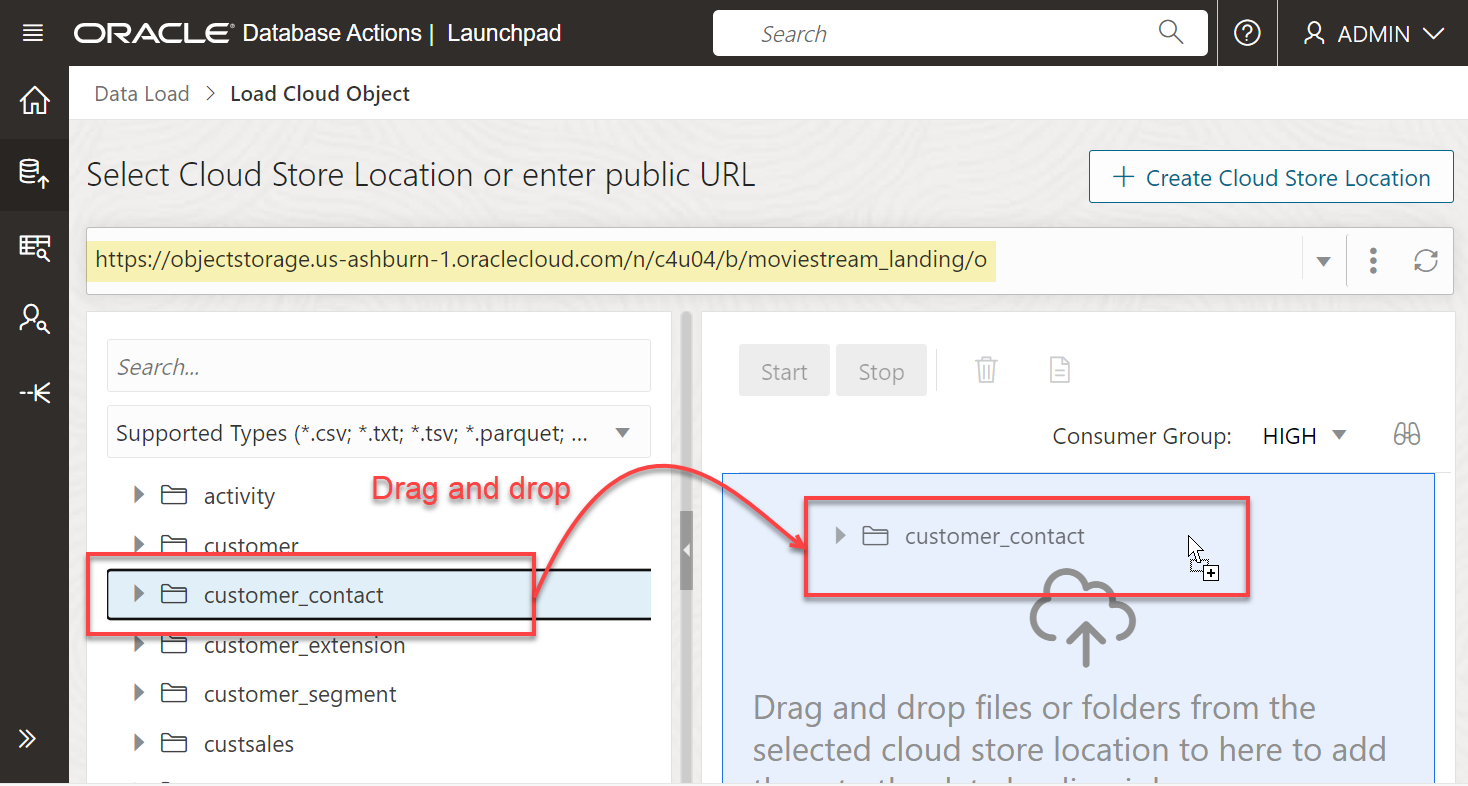 ORACLE® Database Actions | Launchpad
Search
ADMIN
Data Load > Load Cloud Object
Select Cloud Store Location or enter public URL
+ Create Cloud Store Location
https://objectstorage.us-ashburn-1.oraclecloud.com/n/c4u04/b/moviestream_landing/o
Search...
Supported Types (*.csv; *.txt; *.tsv; *.parquet; ...
activity
customer
customer_contact
customer_extension
customer_segment
custsales
Drag and drop
Start
Stop
Consumer Group: HIGH
customer_contact
Drag and drop files or folders from the
selected cloud store location to here to add